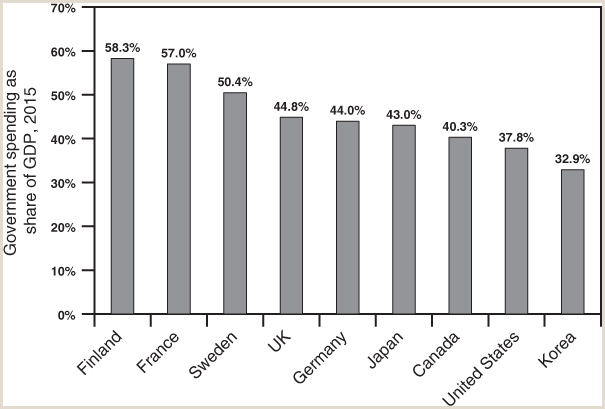 Government spending as
share of GDP, 2015
70%
60%
50%
40%
30%
20%
10%
0%
58.3%
57.0%
50.4%
44.8%
44.0%
43.0%
40.3%
37.8%
32.9%
Finland
France
Sweden
UK
Germany
Japan
Canada
United States
Korea